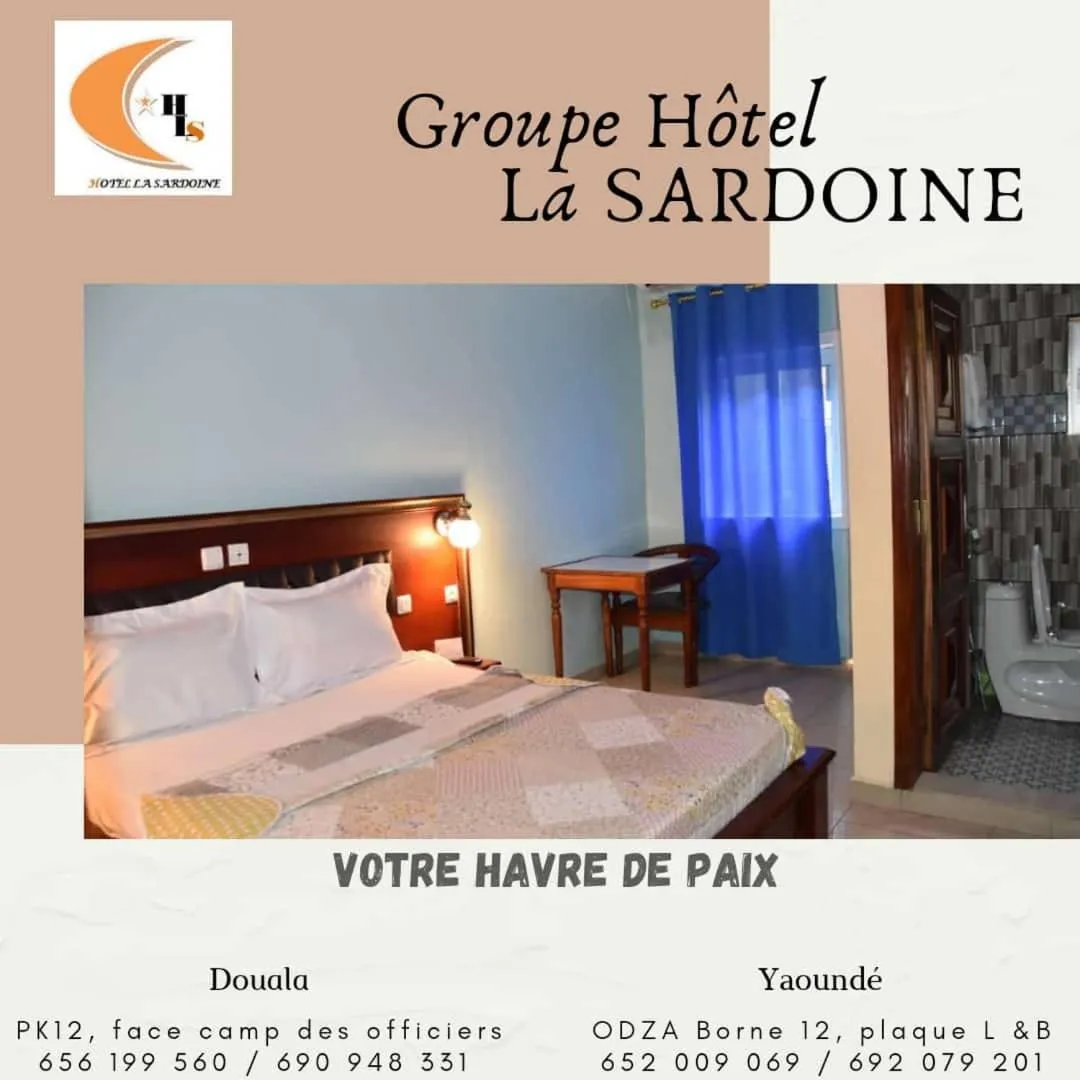 HLS
HOTEL LA SARDOINE
Groupe Hôtel
La SARDOINE
VOTRE HAVRE DE PAIX
Douala
PK12, face camp des officiers
656 199 560 / 690 948 331
Yaoundé
ODZA Borne 12, plaque L &B
652 009 069 / 692 079 201